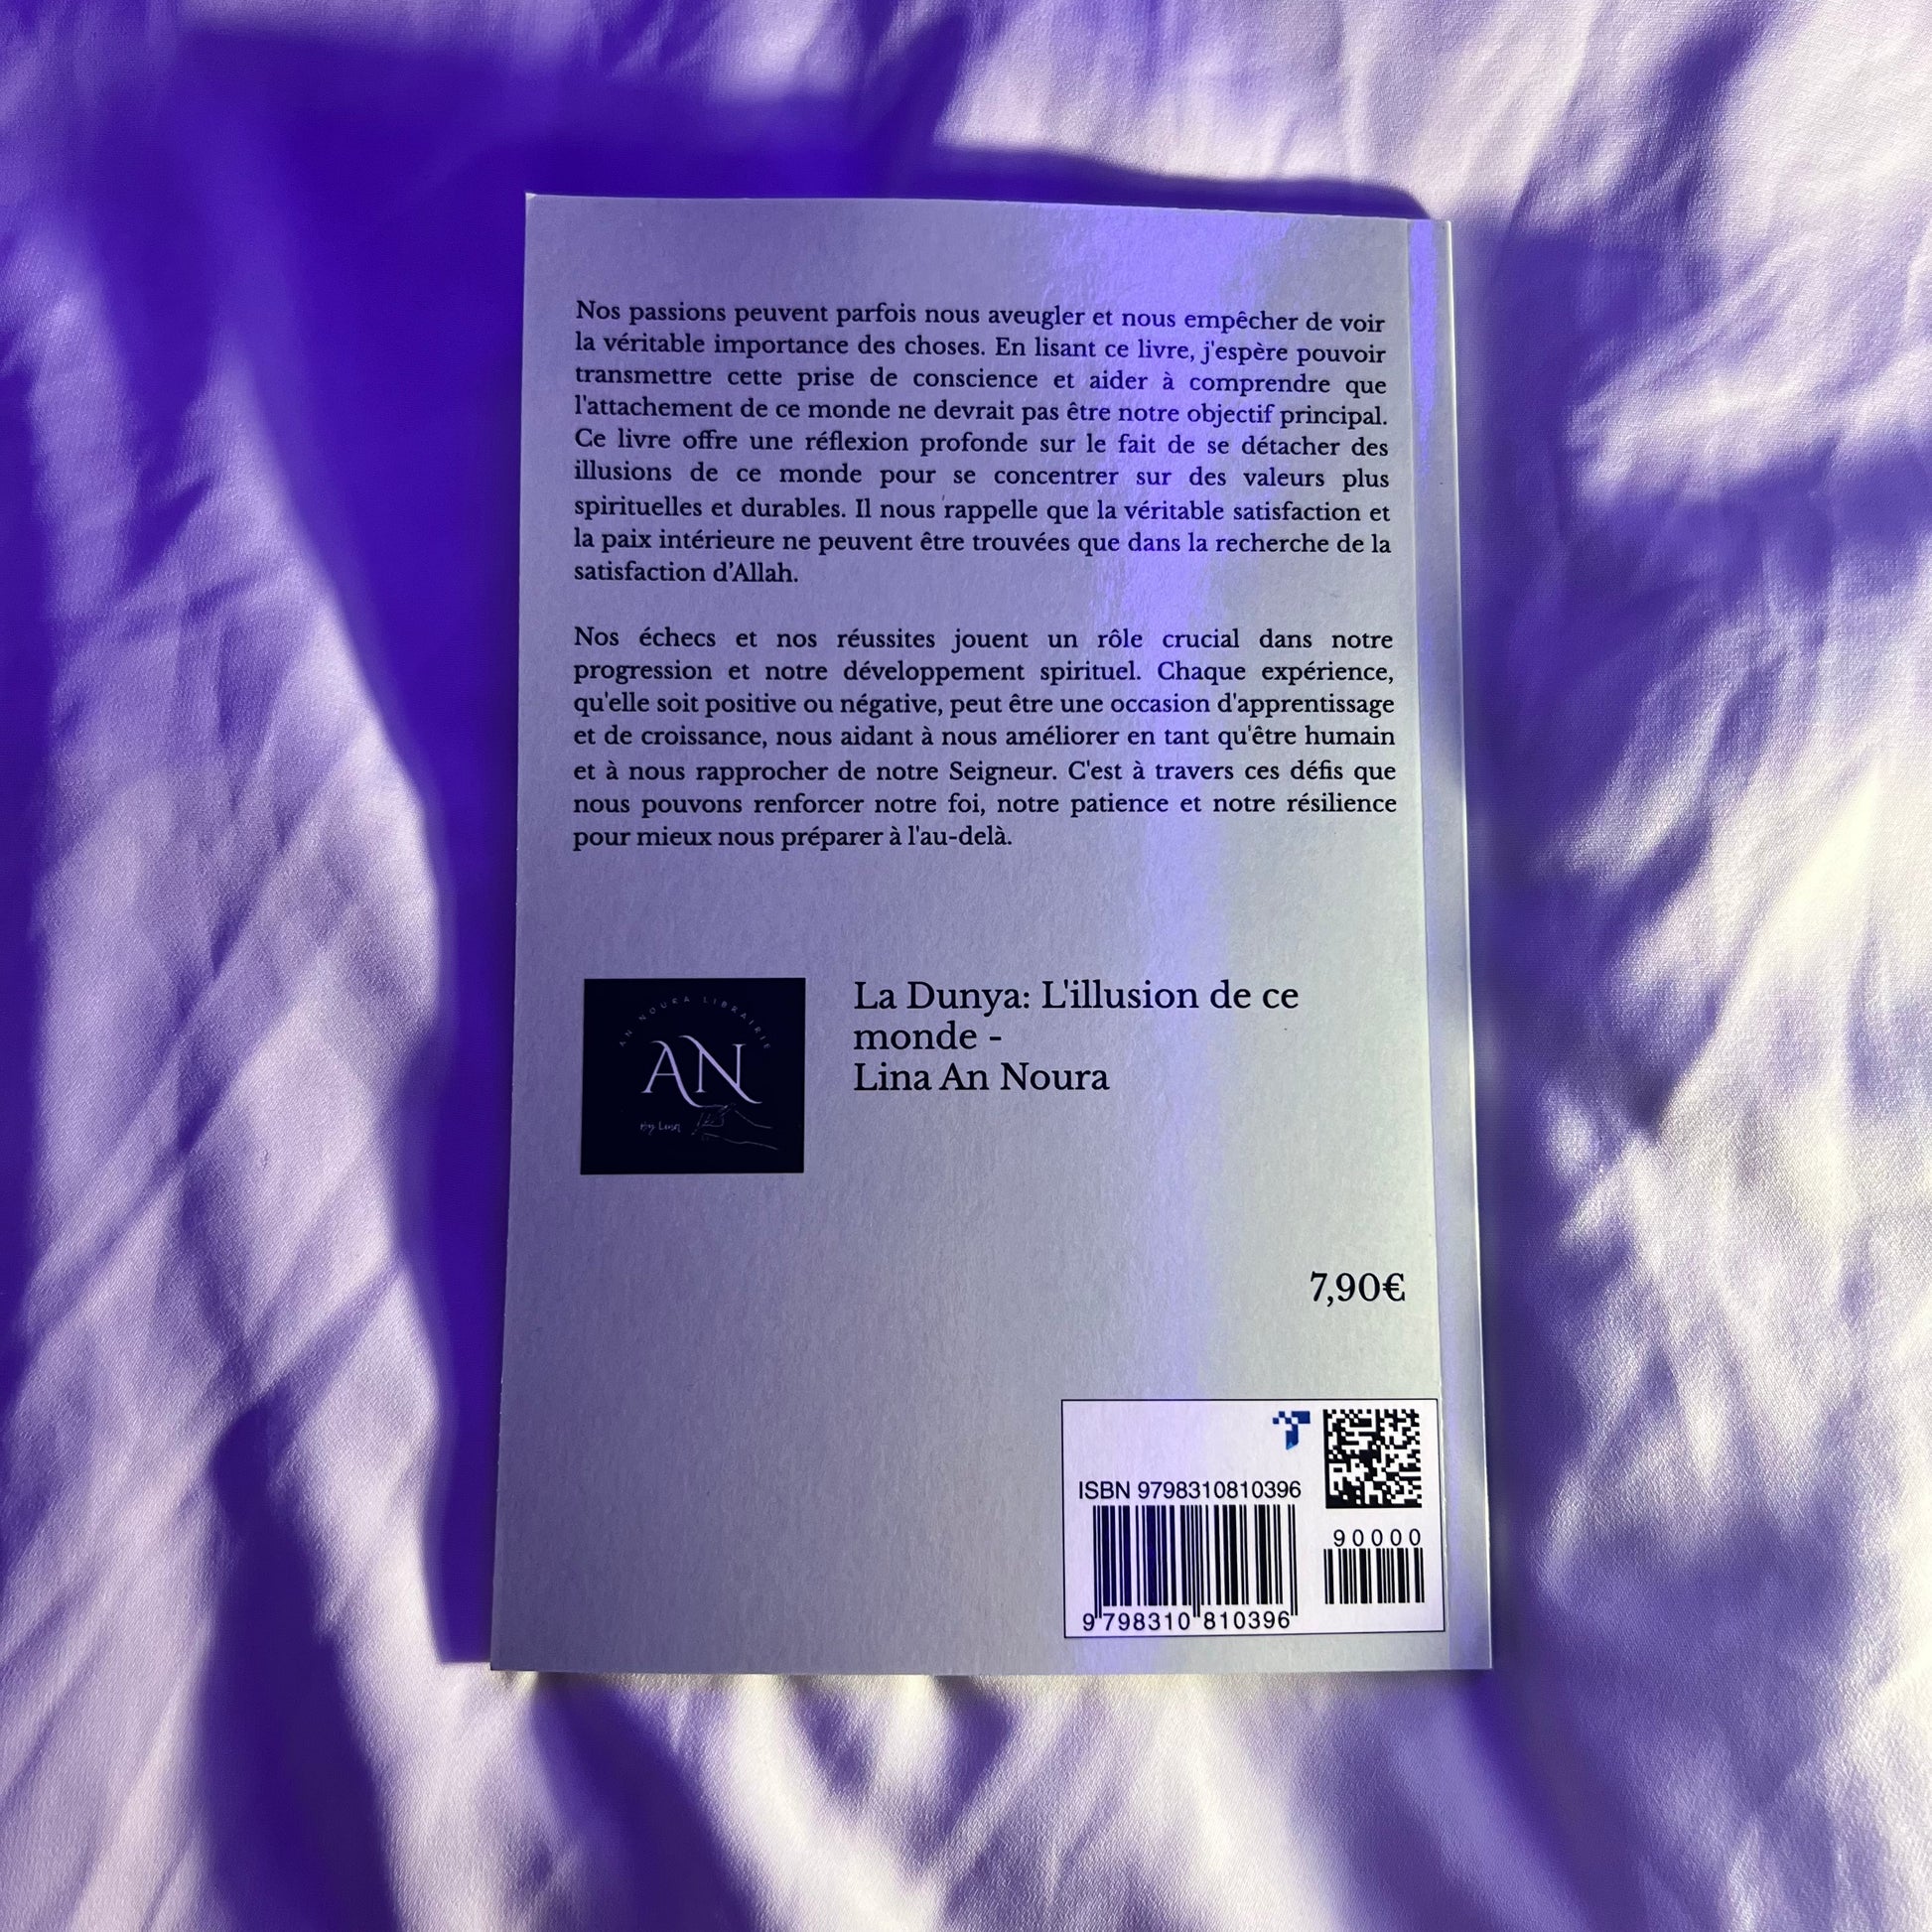 Nos passions peuvent parfois nous aveugler et nous empêcher de voir
la véritable importance des choses. En lisant ce livre, j'espère pouvoir
transmettre cette prise de conscience et aider à comprendre que
l'attachement de ce monde ne devrait pas être notre objectif principal.
Ce livre offre une réflexion profonde sur le fait de se détacher des
illusions de ce monde pour se concentrer sur des valeurs plus
spirituelles et durables. Il nous rappelle que la véritable satisfaction et
la paix intérieure ne peuvent être trouvées que dans la recherche de la
satisfaction d’Allah.
Nos échecs et nos réussites jouent un rôle crucial dans notre
progression et notre développement spirituel. Chaque expérience,
qu'elle soit positive ou négative, peut être une occasion d'apprentissage
et de croissance, nous aidant à nous améliorer en tant qu'être humain
et à nous rapprocher de notre Seigneur. C'est à travers ces défis que
nous pouvons renforcer notre foi, notre patience et notre résilience
pour mieux nous préparer à l'au-delà.
AN NOURA LIBRAIRIE
AN
By Lina
La Dunya: L'illusion de ce
monde -
Lina An Noura
7,90€
ISBN 9798310810396
90000
9 798310 810396